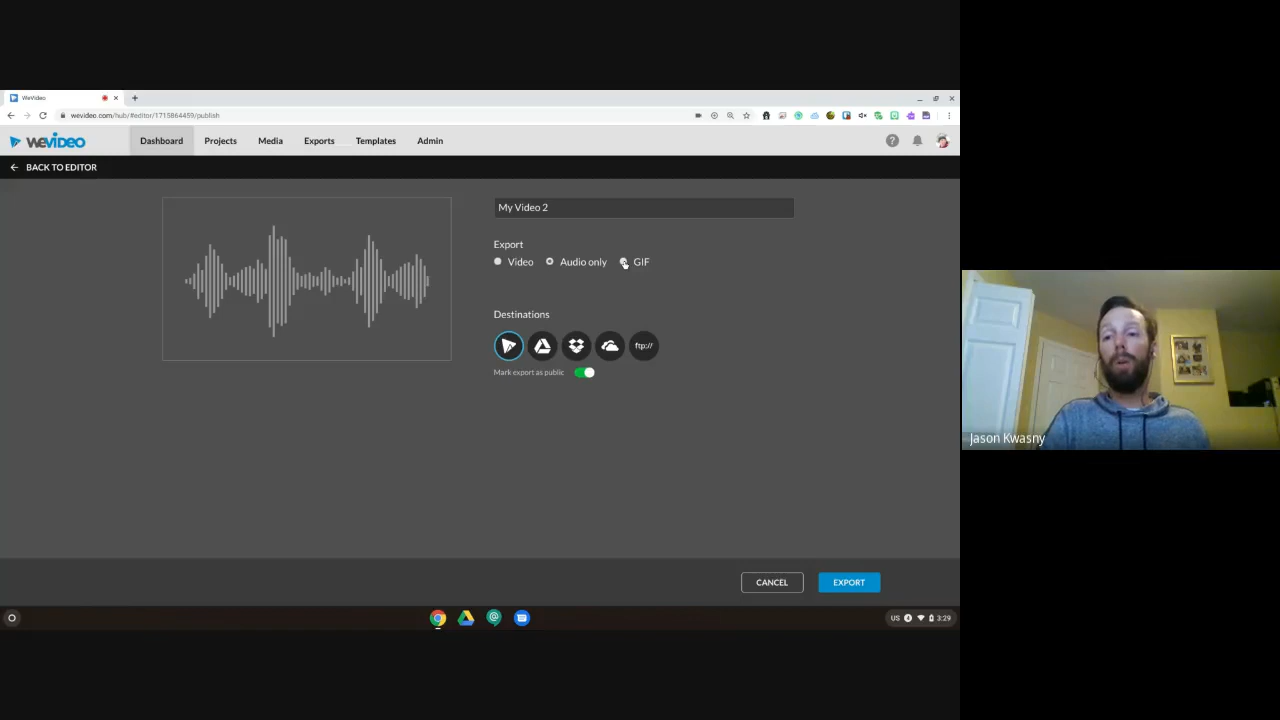 WeVideo
wevideo.com/hub/#editor/1715864459/publish
WEVIDEO
Dashboard
Projects
Media
Exports
Templates
Admin
BACK TO EDITOR
My Video 2
Export
Video
Audio only
GIF
Destinations
ftp://
Mark export as public
CANCEL
EXPORT
US
3:29
Jason Kwasny